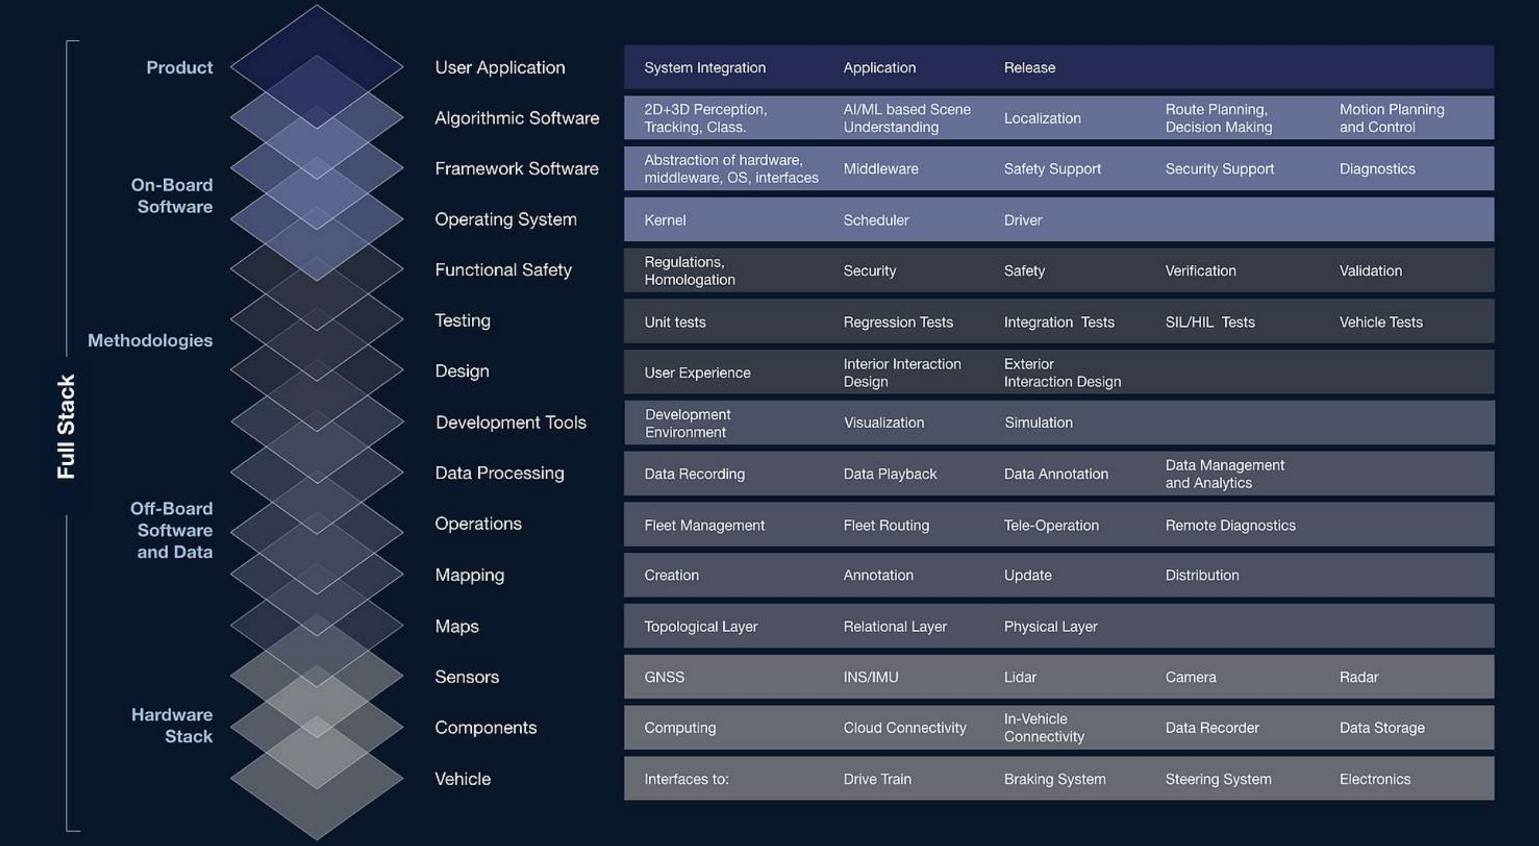 Product
User Application
System Integration
Application
Release
Algorithmic Software
2D+3D Perception,
Tracking, Class.
AI/ML based Scene
Understanding
Localization
Route Planning,
Decision Making
Motion Planning
and Control
On-Board
Software
Framework Software
Abstraction of hardware,
middleware, OS, interfaces
Middleware
Safety Support
Security Support
Diagnostics
Operating System
Kernel
Scheduler
Driver
Functional Safety
Regulations,
Homologation
Security
Safety
Verification
Validation
Methodologies
Testing
Unit tests
Regression Tests
Integration Tests
SIL/HIL Tests
Vehicle Tests
Design
User Experience
Interior Interaction
Design
Exterior
Interaction Design
Full Stack
Development Tools
Development
Environment
Visualization
Simulation
Data Processing
Data Recording
Data Playback
Data Annotation
Data Management
and Analytics
Off-Board
Software
and Data
Operations
Fleet Management
Fleet Routing
Tele-Operation
Remote Diagnostics
Mapping
Creation
Annotation
Update
Distribution
Maps
Topological Layer
Relational Layer
Physical Layer
Sensors
GNSS
INS/IMU
Lidar
Camera
Radar
Hardware
Stack
Components
Computing
Cloud Connectivity
In-Vehicle
Connectivity
Data Recorder
Data Storage
Vehicle
Interfaces to:
Drive Train
Braking System
Steering System
Electronics